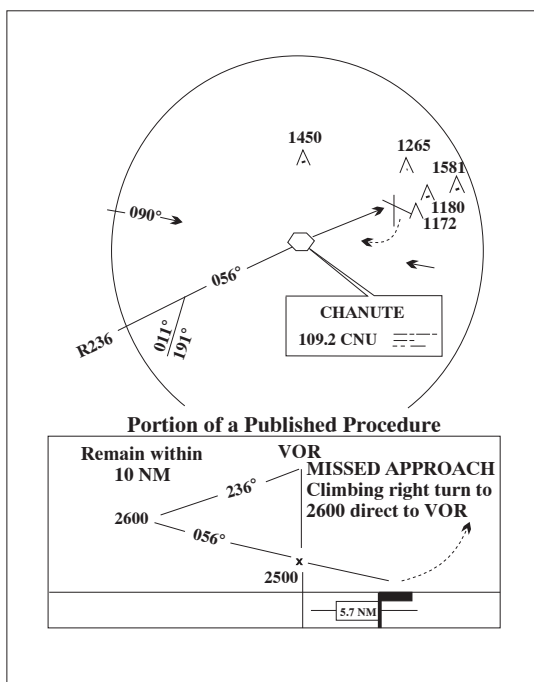 1450
1265
1581
1180
1172
090°
056°
R236
011°
191°
CHANUTE
109.2 CNU
Portion of a Published Procedure
Remain within
10 NM
VOR
MISSED APPROACH
Climbing right turn to
2600 direct to VOR
236°
2600
056°
2500
x
5.7 NM